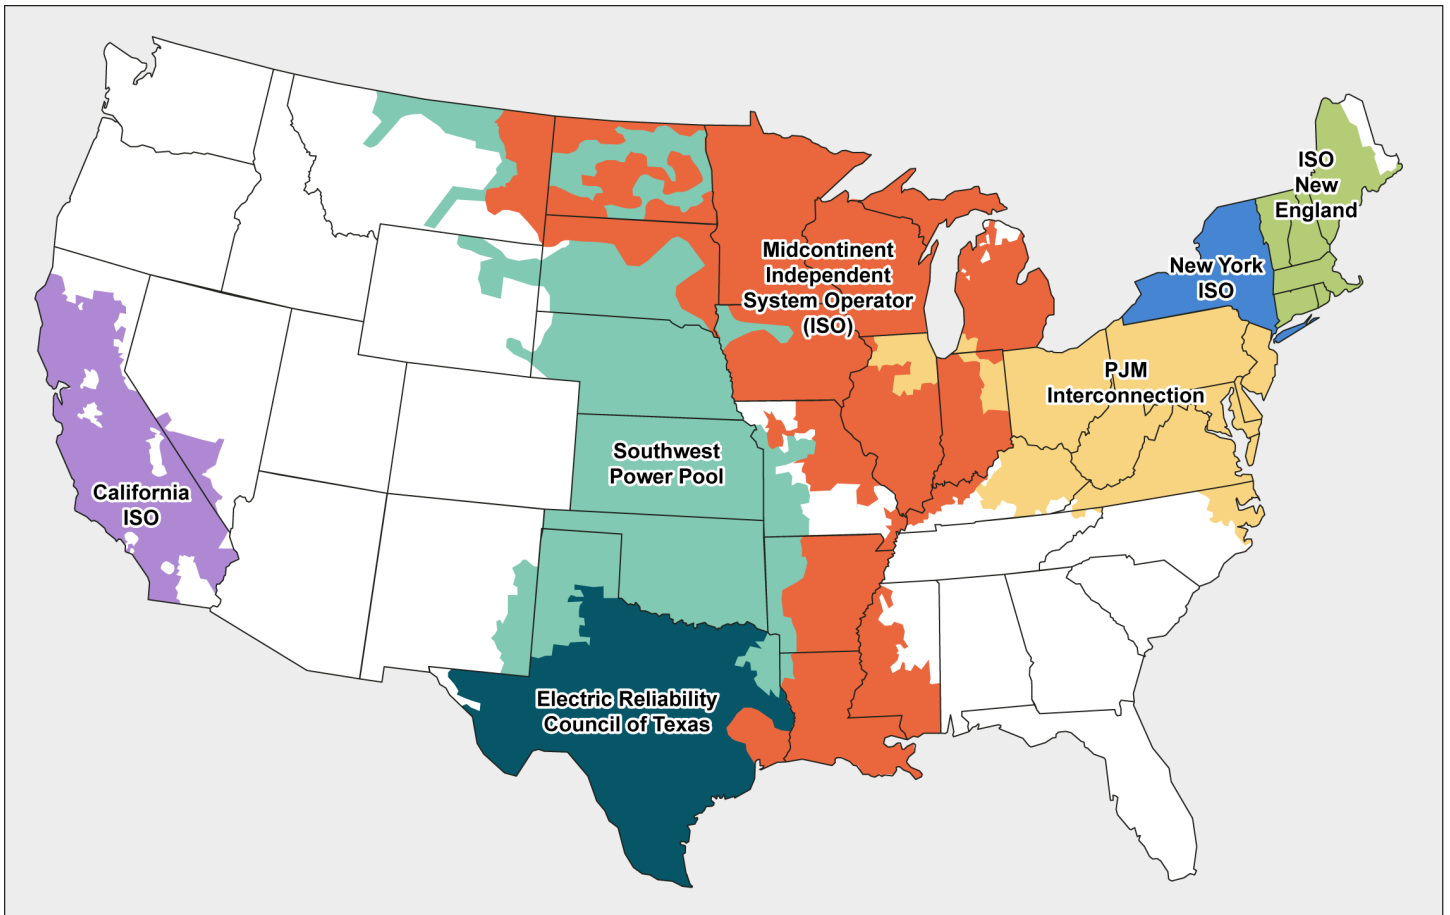 ISO
New
England
Midcontinent
Independent
System Operator
(ISO)
New York
ISO
PJM
Interconnection
Southwest
Power Pool
California
ISO
Electric Reliability
Council of Texas